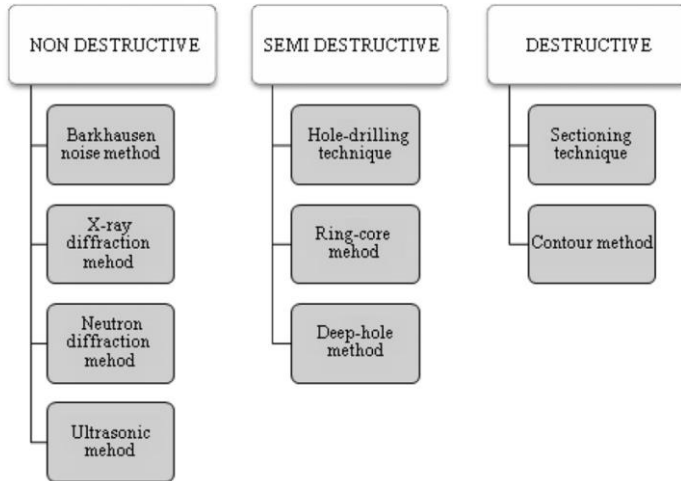 NON DESTRUCTIVE
Barkhausen
noise method
X-ray
diffraction
mehod
Neutron
diffraction
mehod
Ultrasonic
mehod
SEMI DESTRUCTIVE
Hole-drilling
technique
Ring-core
mehod
Deep-hole
method
DESTRUCTIVE
Sectioning
technique
Contour method